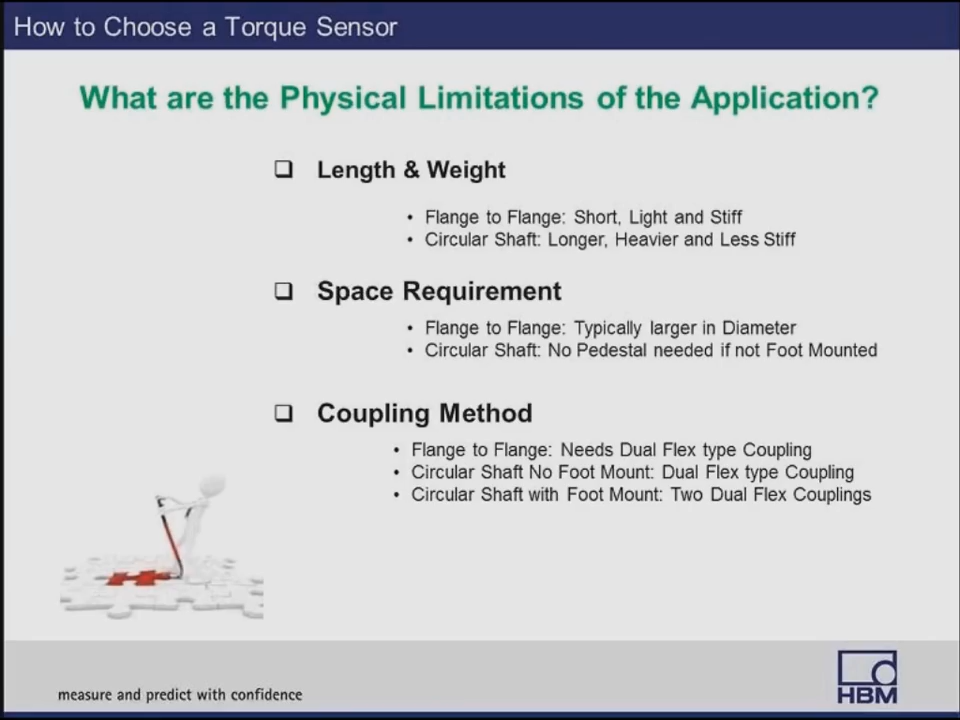 How to Choose a Torque Sensor
What are the Physical Limitations of the Application?
Length & Weight
• Flange to Flange: Short, Light and Stiff
• Circular Shaft: Longer, Heavier and Less Stiff
Space Requirement
• Flange to Flange: Typically larger in Diameter
• Circular Shaft: No Pedestal needed if not Foot Mounted
Coupling Method
• Flange to Flange: Needs Dual Flex type Coupling
• Circular Shaft No Foot Mount: Dual Flex type Coupling
• Circular Shaft with Foot Mount: Two Dual Flex Couplings
measure and predict with confidence
HBM